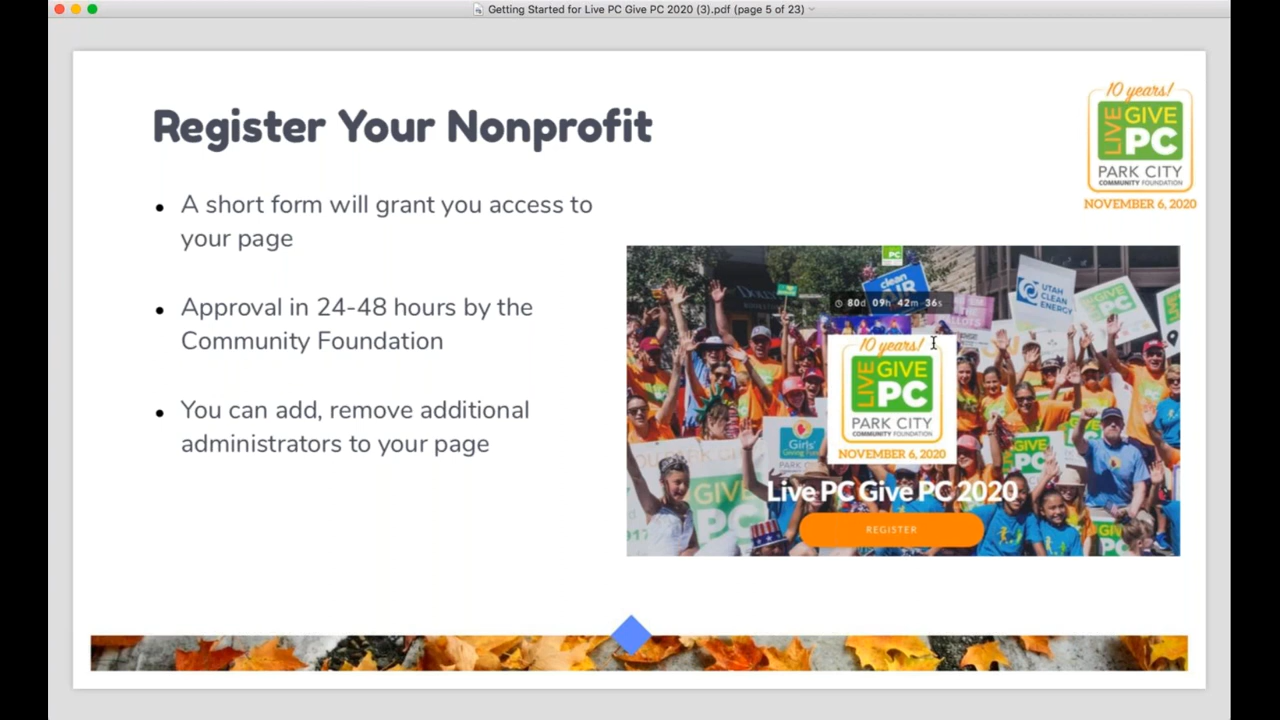 Getting Started for Live PC Give PC 2020 (3).pdf (page 5 of 23)
Register Your Nonprofit
10 years!
LIVE GIVE
PC
PARK CITY
COMMUNITY FOUNDATION
NOVEMBER 6, 2020
A short form will grant you access to
your page
Approval in 24-48 hours by the
Community Foundation
You can add, remove additional
administrators to your page
PC
80d 09h 42m 36s
UTAH
CLEAN
ENERGY
10 years!
LIVE GIVE
PC
PARK CITY
COMMUNITY FOUNDATION
NOVEMBER 6, 2020
Girls'
Giving Fund
GIVE
PC
Live PC Give PC 2020
REGISTER